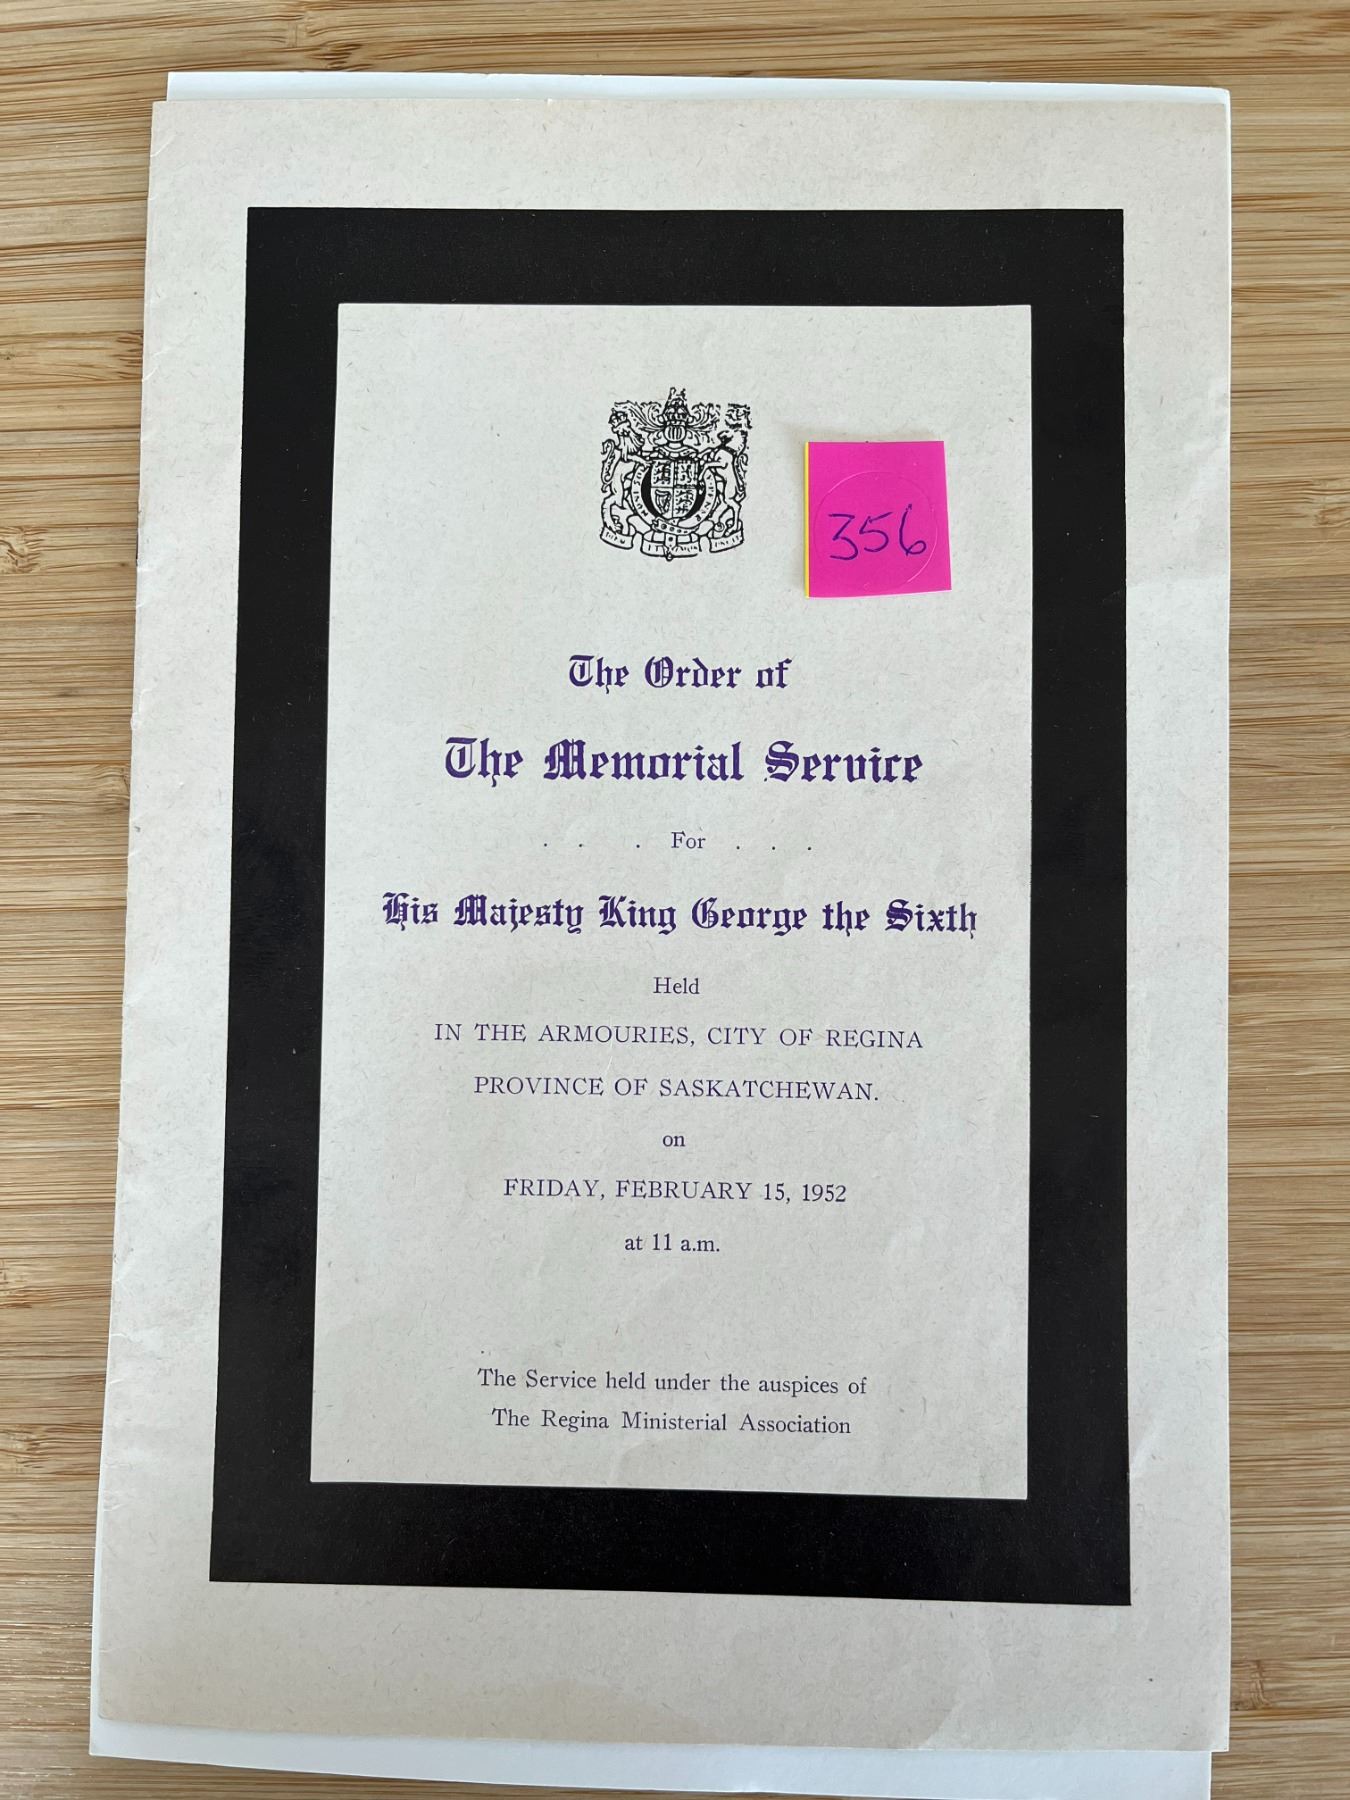 356
The Order of
The Memorial Service
. . . For . . .
His Majesty King George the Sixth
Held
IN THE ARMOURIES, CITY OF REGINA
PROVINCE OF SASKATCHEWAN.
on
FRIDAY, FEBRUARY 15, 1952
at 11 a.m.
The Service held under the auspices of
The Regina Ministerial Association